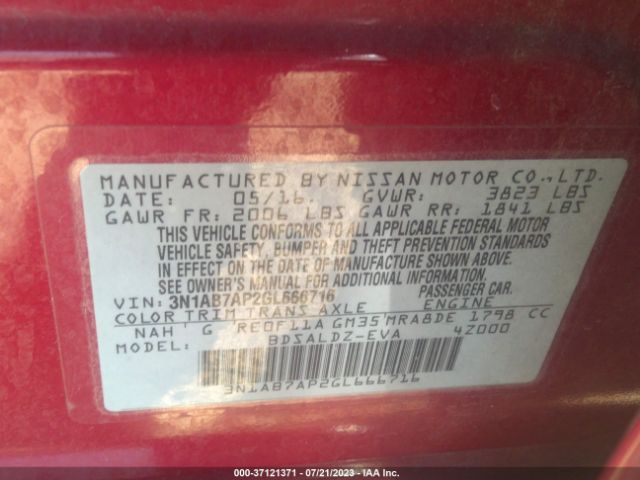 MANUFACTURED BY NISSAN MOTOR CO., LTD.
DATE: 05/16 GVWR: 3823 LBS
GAWR FR: 2006 LBS GAWR RR: 1841 LBS
THIS VEHICLE CONFORMS TO ALL APPLICABLE FEDERAL MOTOR
VEHICLE SAFETY, BUMPER AND THEFT PREVENTION STANDARDS
IN EFFECT ON THE DATE OF MANUFACTURE SHOWN ABOVE.
SEE OWNER'S MANUAL FOR ADDITIONAL INFORMATION.
VIN: 3N1AB7AP2GL666716 PASSENGER CAR.
COLOR TRIM TRANS AXLE ENGINE
NAH G RE0F11A GM35 MRA8DE 1798 CC
MODEL: BDSALDZ-EVA 4Z000
3N1AB7AP2GL666716
000-37121371 - 07/21/2023 - IAA Inc.